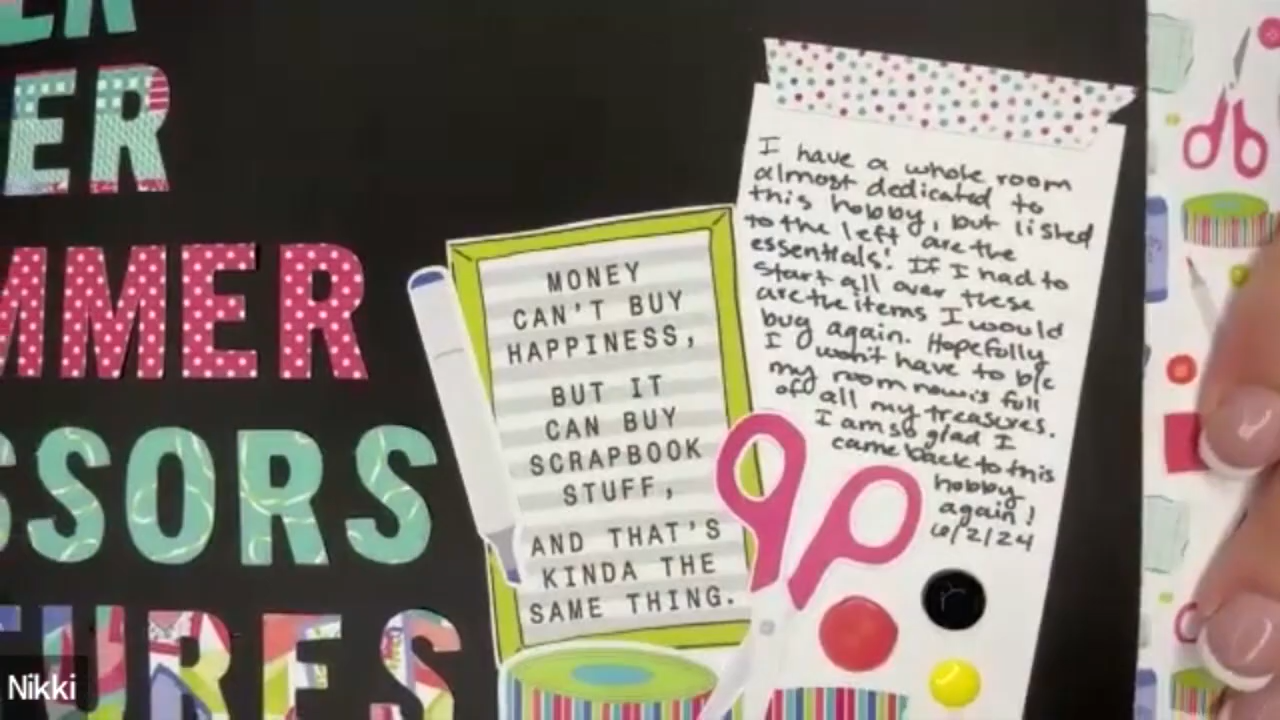 ER
ER
MMER
SSORS
TURES
MONEY
CAN'T BUY
HAPPINESS,
BUT IT
CAN BUY
SCRAPBOOK
STUFF,
AND THAT'S
KINDA THE
SAME THING.
I have a whole room
almost dedicated to
this hobby, but listed
to the left are the
essentials! If I had to
start all over these
are the items I would
bug again. Hopefully
I won't have to b/c
my room now is full
of all my treasures.
I am so glad I
came back to this
hobby
again!
6/2/24
Nikki